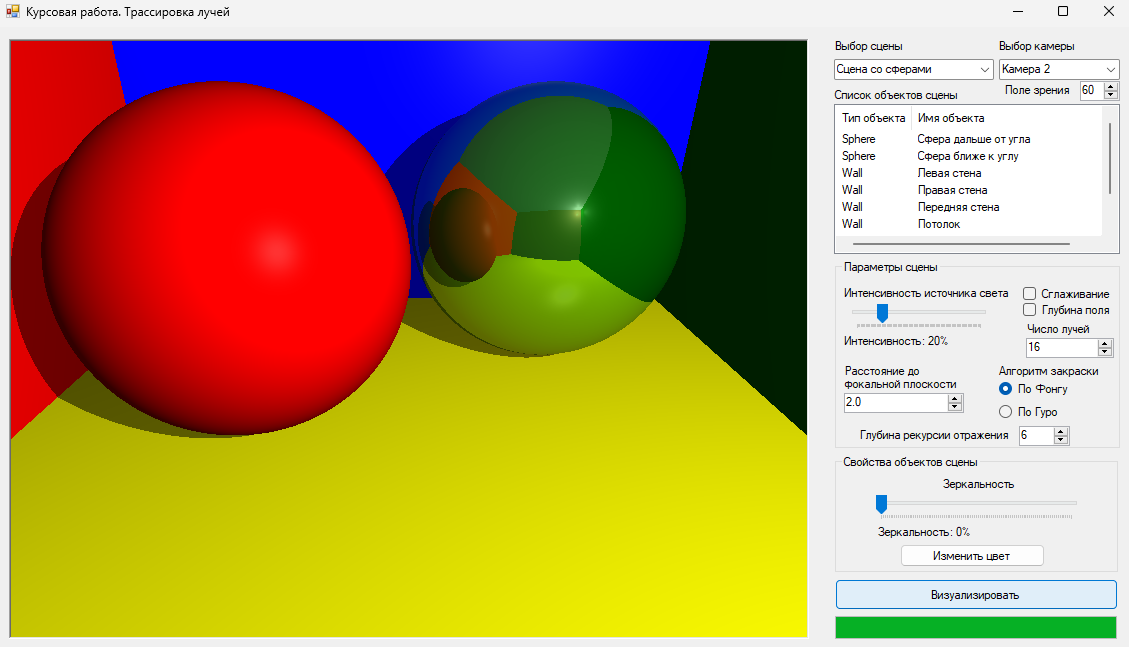 Курсовая работа. Трассировка лучей
Выбор сцены
Выбор камеры
Сцена со сферами
Камера 2
Поле зрения
60
Список объектов сцены
Тип объекта Имя объекта
Sphere Сфера дальше от угла
Sphere Сфера ближе к углу
Wall Левая стена
Wall Правая стена
Wall Передняя стена
Wall Потолок
Параметры сцены
Интенсивность источника света
Сглаживание
Глубина поля
Число лучей
Интенсивность: 20%
16
Расстояние до
фокальной плоскости
2.0
Алгоритм закраски
По Фонгу
По Гуро
Глубина рекурсии отражения
6
Свойства объектов сцены
Зеркальность
Зеркальность: 0%
Изменить цвет
Визуализировать